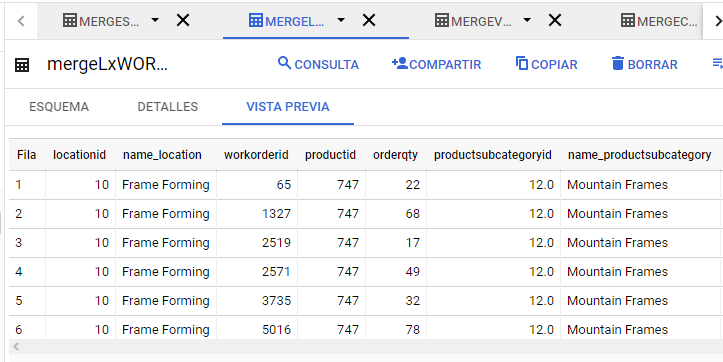 MERGES... MERGEL... MERGEV... MERGEC...
mergeLxWOR... CONSULTA COMPARTIR COPIAR BORRAR
ESQUEMA DETALLES VISTA PREVIA
Fila locationid name_location workorderid productid orderqty productsubcategoryid name_productsubcategory
1 10 Frame Forming 65 747 22 12.0 Mountain Frames
2 10 Frame Forming 1327 747 68 12.0 Mountain Frames
3 10 Frame Forming 2519 747 17 12.0 Mountain Frames
4 10 Frame Forming 2571 747 49 12.0 Mountain Frames
5 10 Frame Forming 3735 747 32 12.0 Mountain Frames
6 10 Frame Forming 5016 747 78 12.0 Mountain Frames